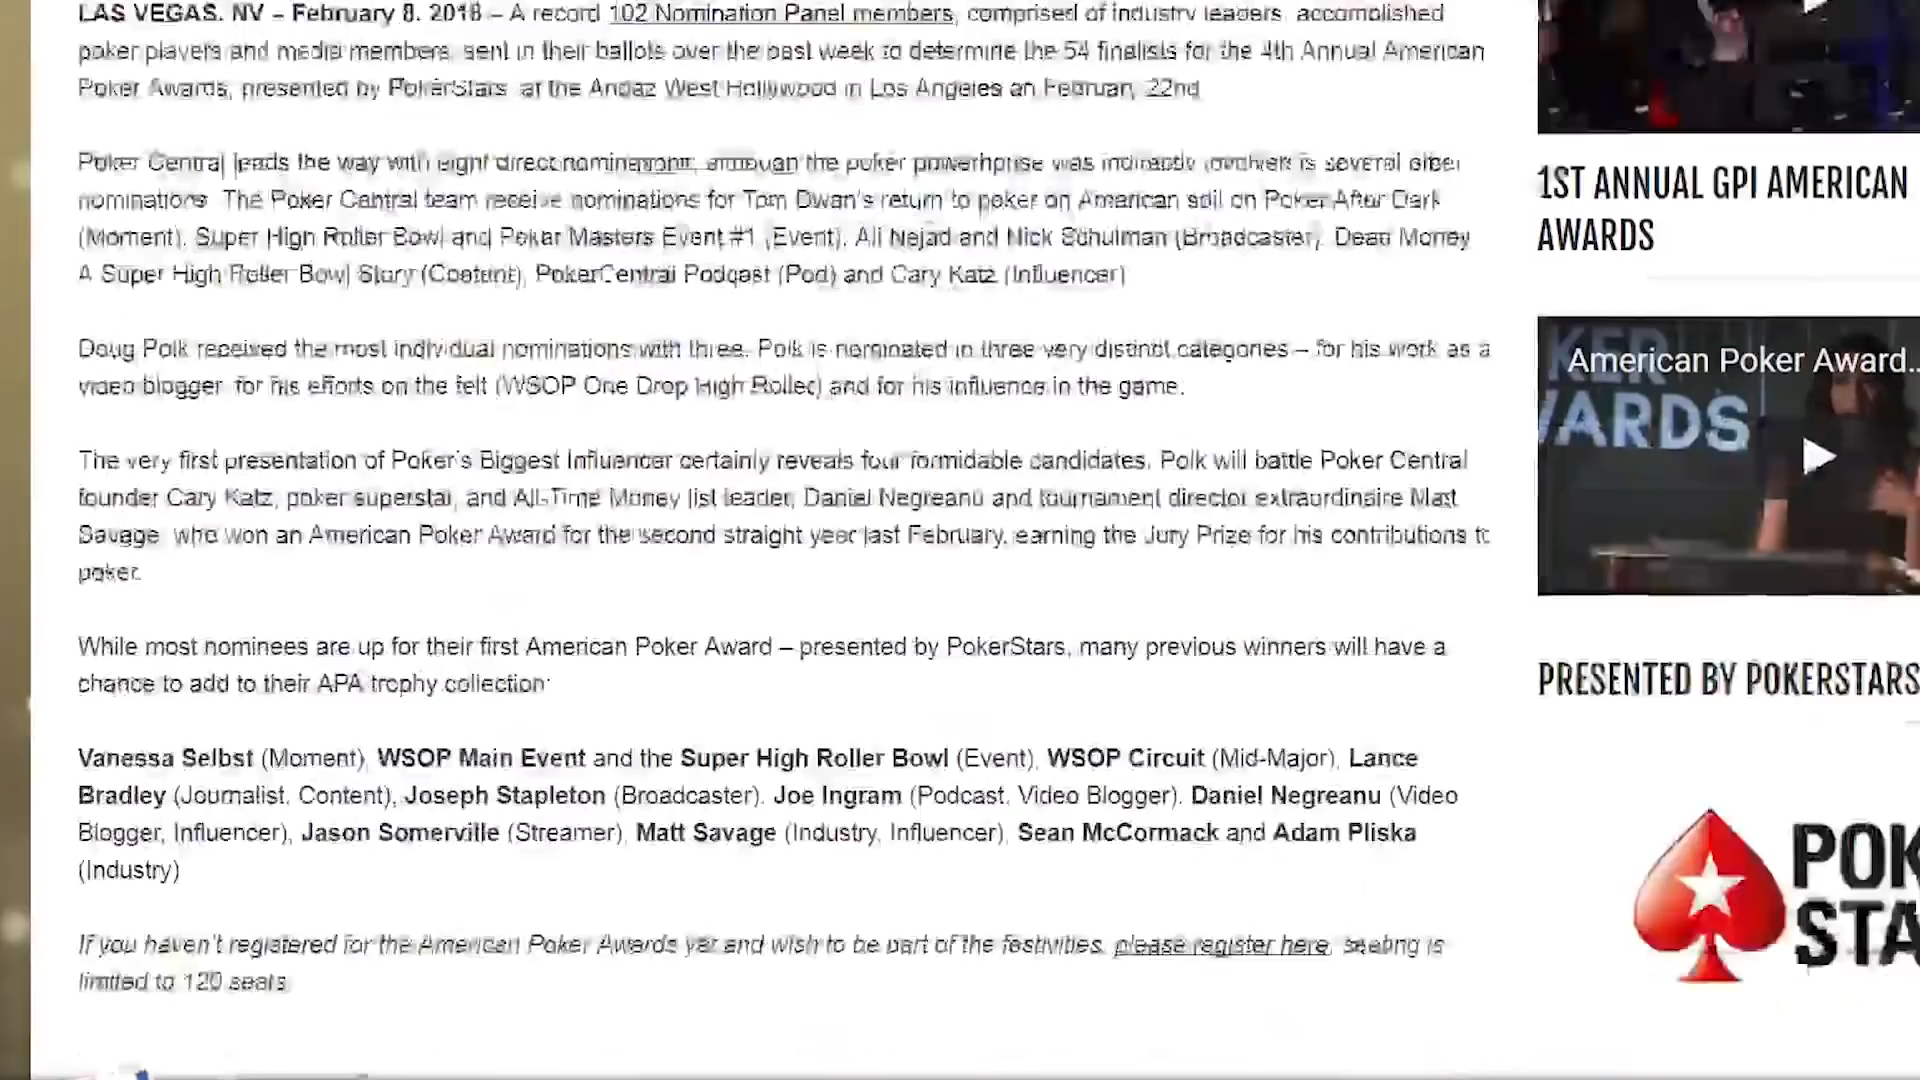 LAS VEGAS, NV – February 8, 2018 – A record 102 Nomination Panel members, comprised of industry leaders, accomplished
poker players and media members, sent in their ballots over the past week to determine the 54 finalists for the 4th Annual American
Poker Awards, presented by PokerStars, at the Andaz West Hollywood in Los Angeles on February 22nd.
Poker Central leads the way with eight direct nominations, although the poker powerhouse was indirectly involved is several other
nominations. The Poker Central team receive nominations for Tom Dwan's return to poker on American soil on Poker After Dark
(Moment), Super High Roller Bowl and Poker Masters Event #1 (Event), Ali Nejad and Nick Schulman (Broadcaster), Dead Money
A Super High Roller Bowl Story (Content), PokerCentral Podcast (Pod) and Cary Katz (Influencer)
Doug Polk received the most individual nominations with three. Polk is nominated in three very distinct categories – for his work as a
video blogger, for his efforts on the felt (WSOP One Drop High Roller) and for his influence in the game.
The very first presentation of Poker's Biggest Influencer certainly reveals four formidable candidates. Polk will battle Poker Central
founder Cary Katz, poker superstar, and All-Time Money list leader, Daniel Negreanu and tournament director extraordinaire Matt
Savage, who won an American Poker Award for the second straight year last February, earning the Jury Prize for his contributions to
poker.
While most nominees are up for their first American Poker Award – presented by PokerStars, many previous winners will have a
chance to add to their APA trophy collection:
Vanessa Selbst (Moment), WSOP Main Event and the Super High Roller Bowl (Event), WSOP Circuit (Mid-Major), Lance
Bradley (Journalist, Content), Joseph Stapleton (Broadcaster), Joe Ingram (Podcast, Video Blogger), Daniel Negreanu (Video
Blogger, Influencer), Jason Somerville (Streamer), Matt Savage (Industry, Influencer), Sean McCormack and Adam Pliska
(Industry)
If you haven't registered for the American Poker Awards yet and wish to be part of the festivities, please register here, seating is
limited to 120 seats.
1ST ANNUAL GPI AMERICAN
AWARDS
American Poker Award...
KER
WARDS
PRESENTED BY POKERSTARS
POK
STA